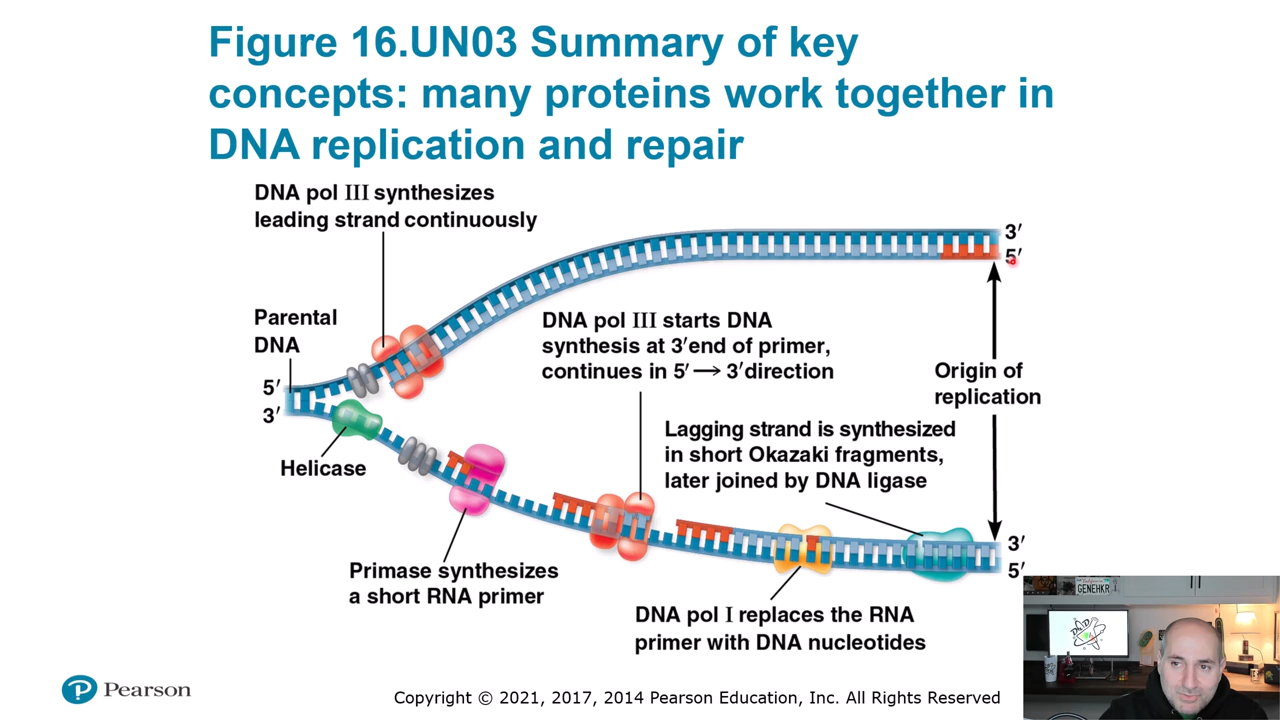 Figure 16.UN03 Summary of key
concepts: many proteins work together in
DNA replication and repair
DNA pol III synthesizes
leading strand continuously
3′
5′
Parental
DNA
DNA pol III starts DNA
synthesis at 3′end of primer,
continues in 5′ → 3′direction
5′
3′
Origin of
replication
Helicase
Lagging strand is synthesized
in short Okazaki fragments,
later joined by DNA ligase
3′
5′
Primase synthesizes
a short RNA primer
DNA pol I replaces the RNA
primer with DNA nucleotides
GENEHKR
Pearson
Copyright © 2021, 2017, 2014 Pearson Education, Inc. All Rights Reserved